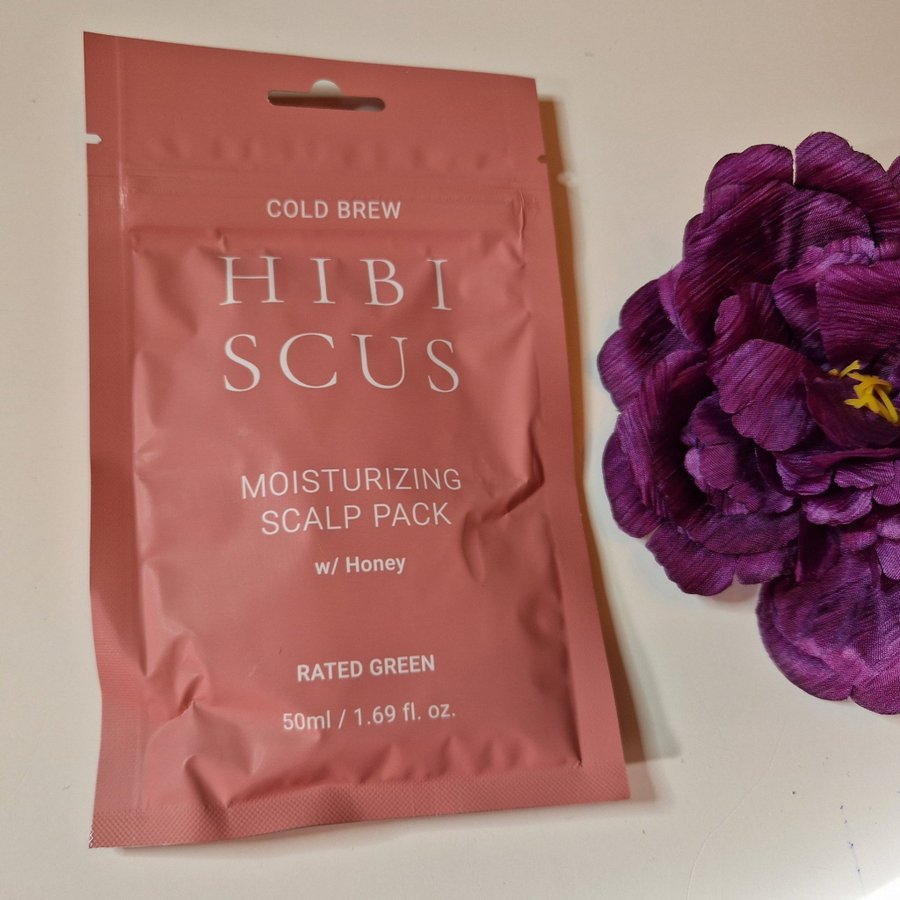 COLD BREW
HIBI
SCUS
MOISTURIZING
SCALP PACK
w/ Honey
RATED GREEN
50ml / 1.69 fl. oz.